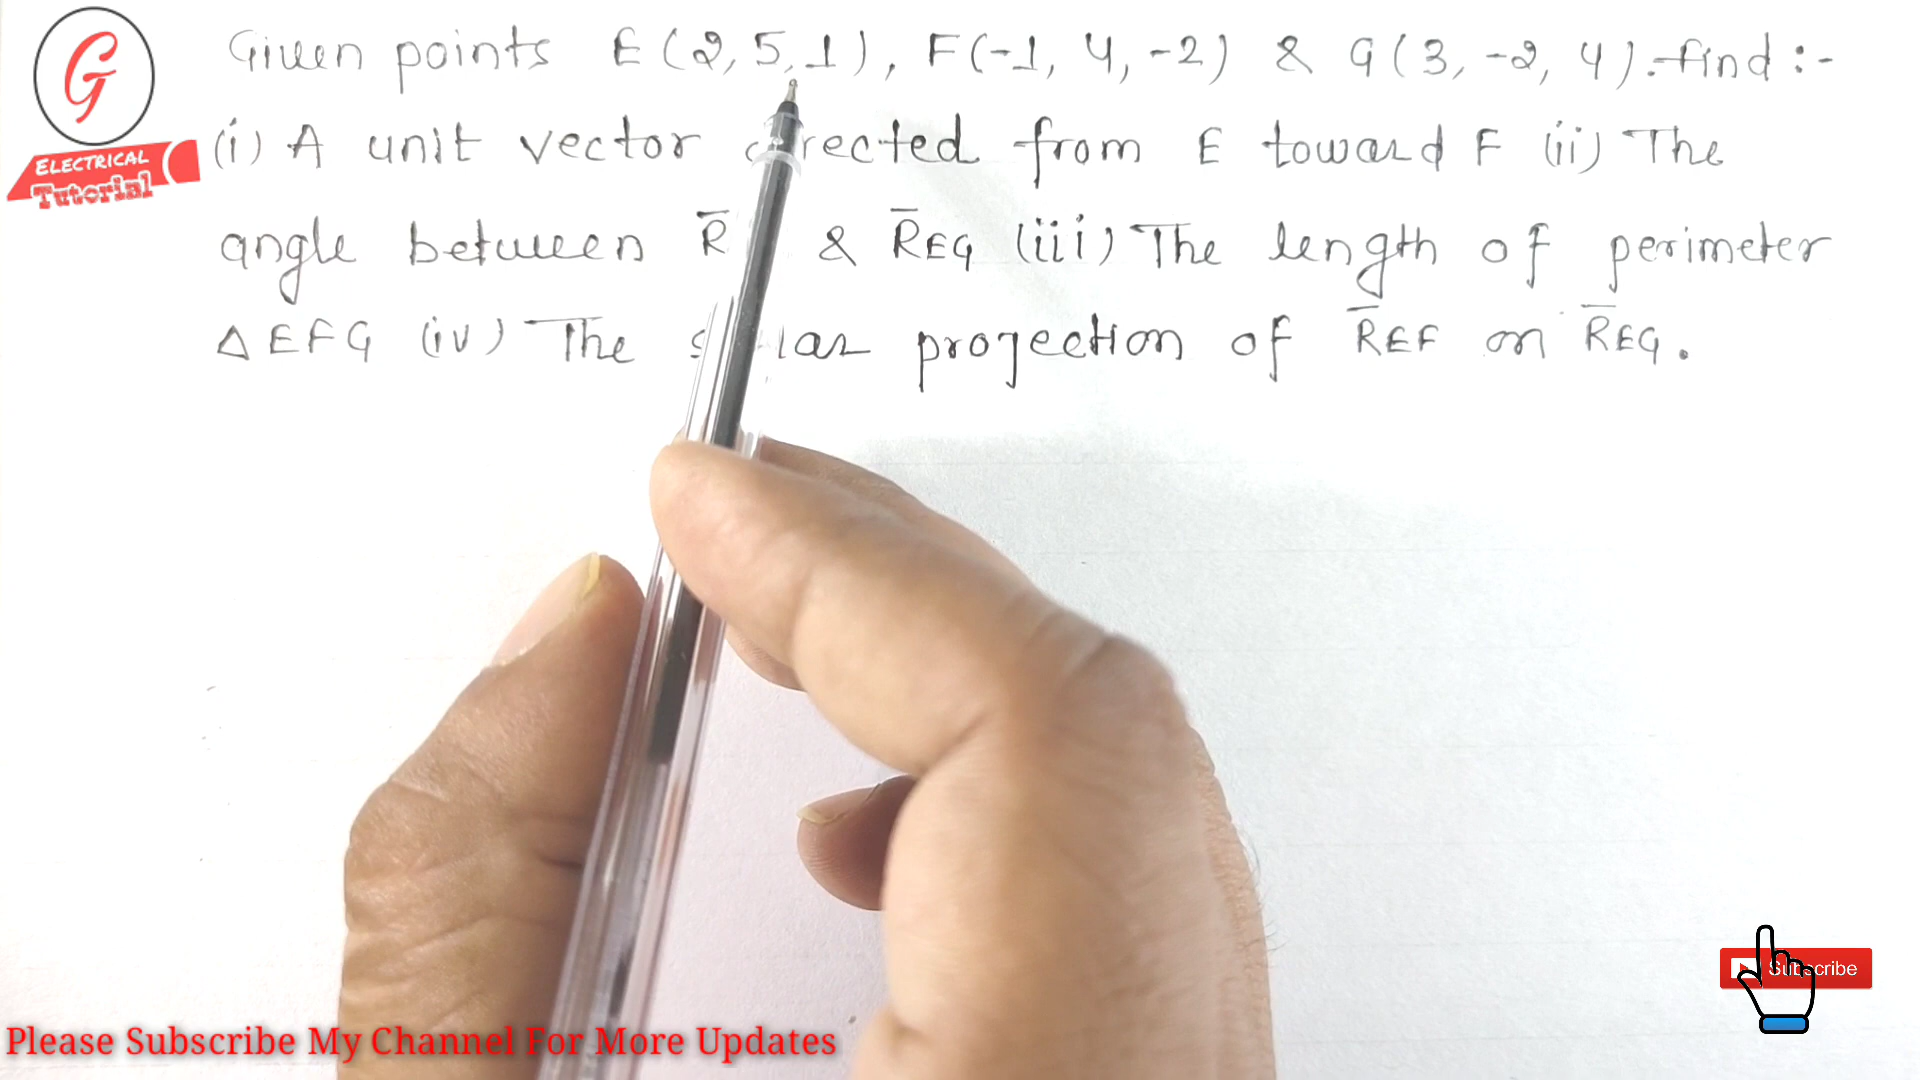 G
ELECTRICAL
Tutorial
Given points E (2, 5, 1), F(-1, 4, -2) & G(3, -2, 4). find :-
(i) A unit vector directed from E toward F (ii) The
angle between R̅ & R̅EG (iii) The length of perimeter
△EFG (iv) The projection of R̅EF on R̅EG.
Subscribe
Please Subscribe My Channel For More Updates